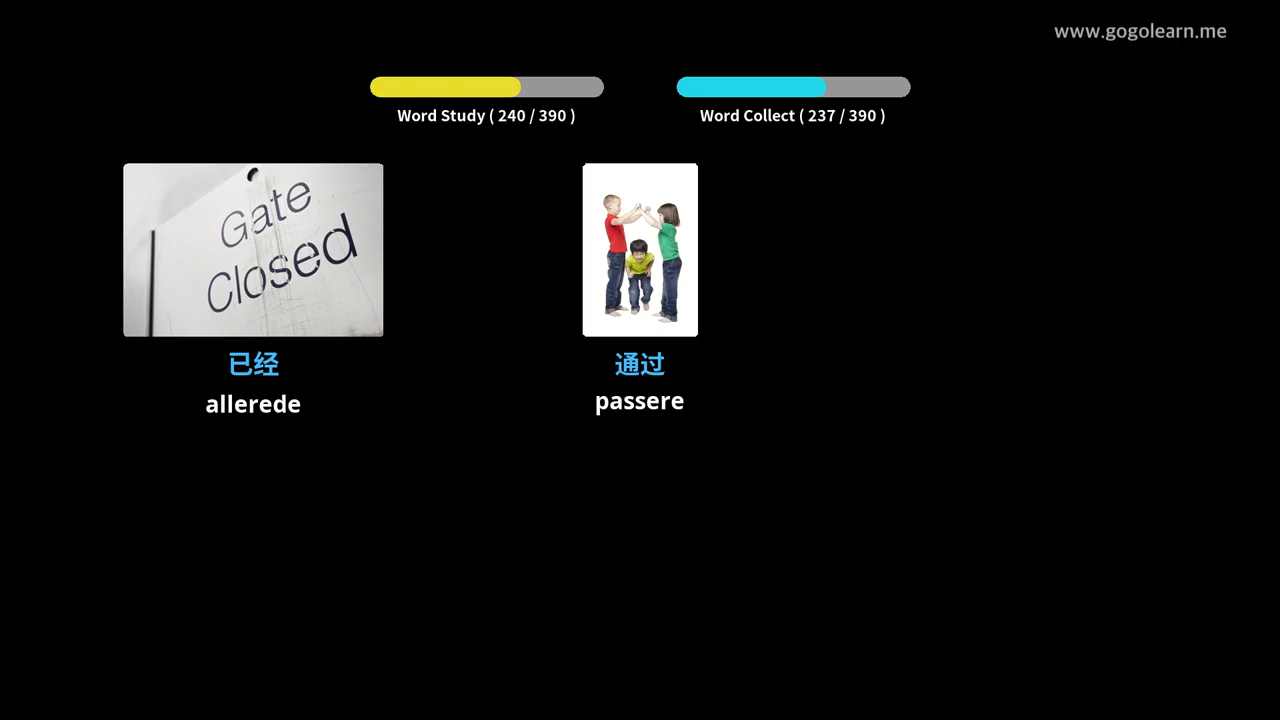 www.gogolearn.me
Word Study ( 240 / 390 )
Word Collect ( 237 / 390 )
Gate
Closed
已经
allerede
通过
passere